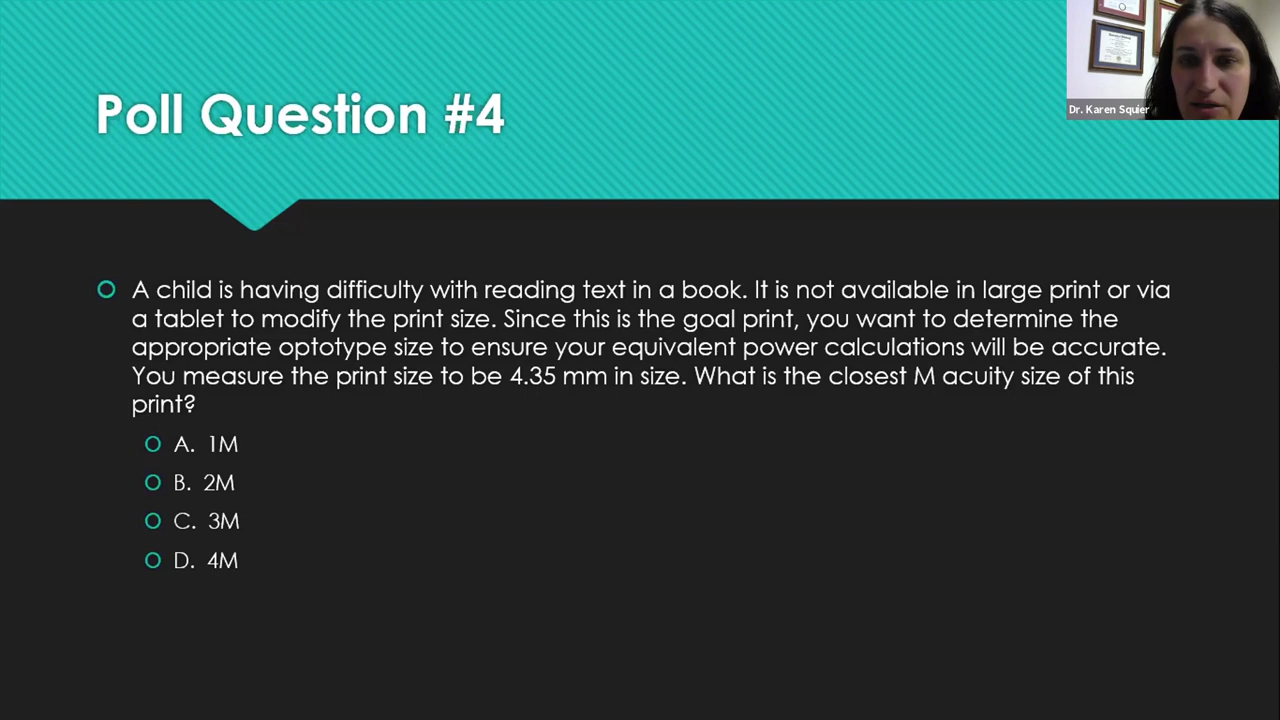 Dr. Karen Squier
Poll Question #4
A child is having difficulty with reading text in a book. It is not available in large print or via
a tablet to modify the print size. Since this is the goal print, you want to determine the
appropriate optotype size to ensure your equivalent power calculations will be accurate.
You measure the print size to be 4.35 mm in size. What is the closest M acuity size of this
print?
A. 1M
B. 2M
C. 3M
D. 4M